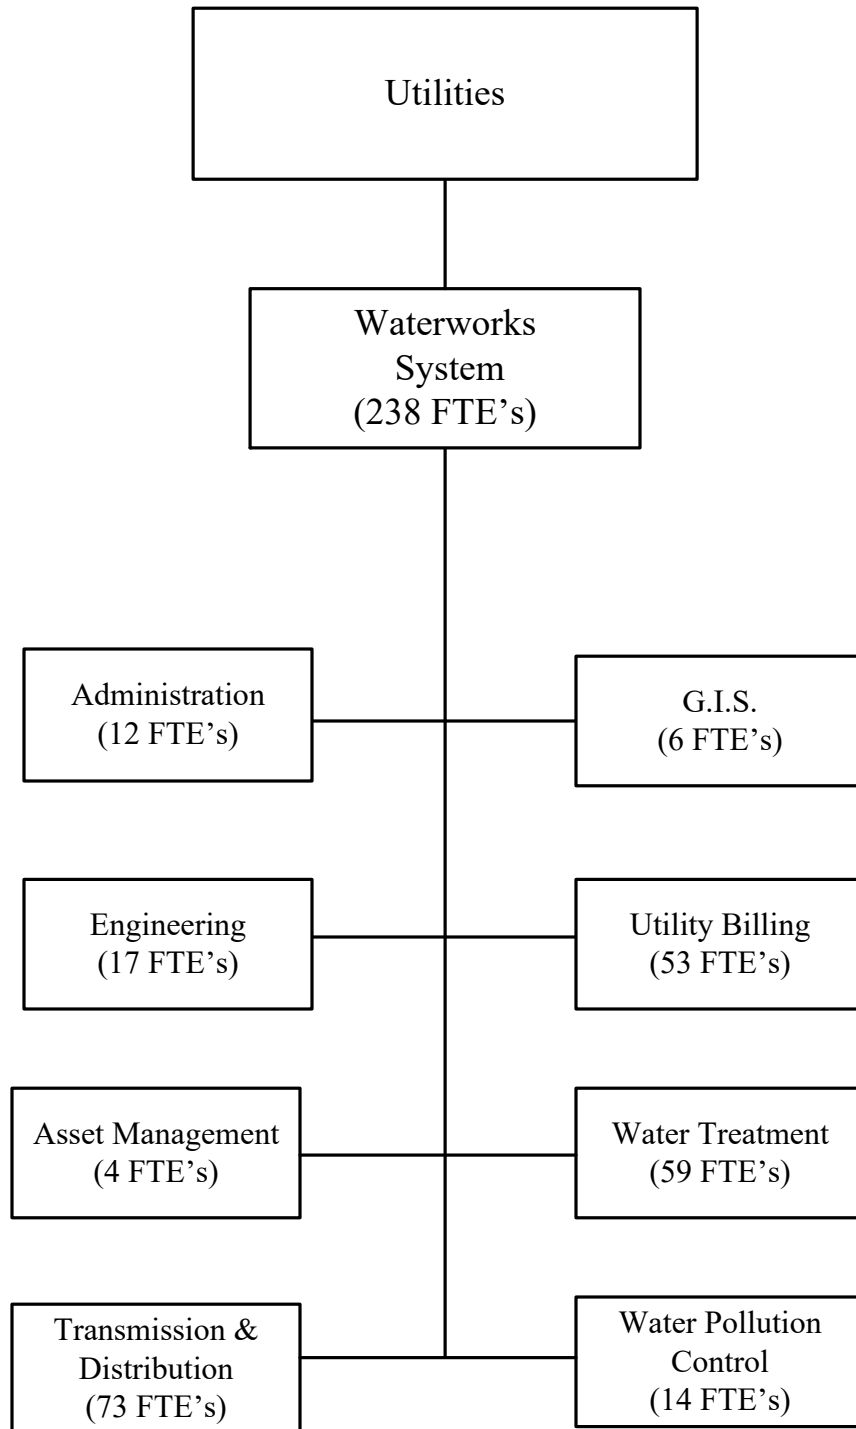 Utilities
Waterworks
System
(238 FTE’s)
Administration
(12 FTE’s)
G.I.S.
(6 FTE’s)
Engineering
(17 FTE’s)
Utility Billing
(53 FTE’s)
Asset Management
(4 FTE’s)
Water Treatment
(59 FTE’s)
Transmission &
Distribution
(73 FTE’s)
Water Pollution
Control
(14 FTE’s)